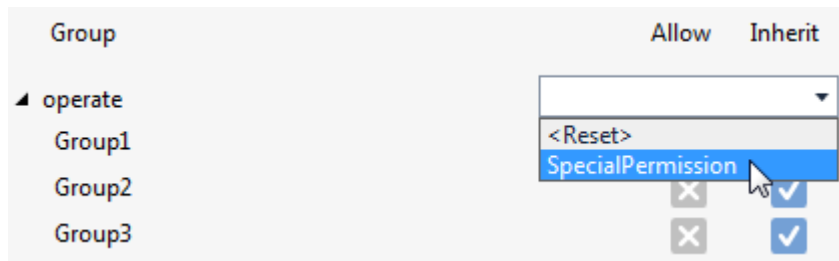 Group Allow Inherit
operate
Group1 <Reset>
SpecialPermission
Group2
Group3